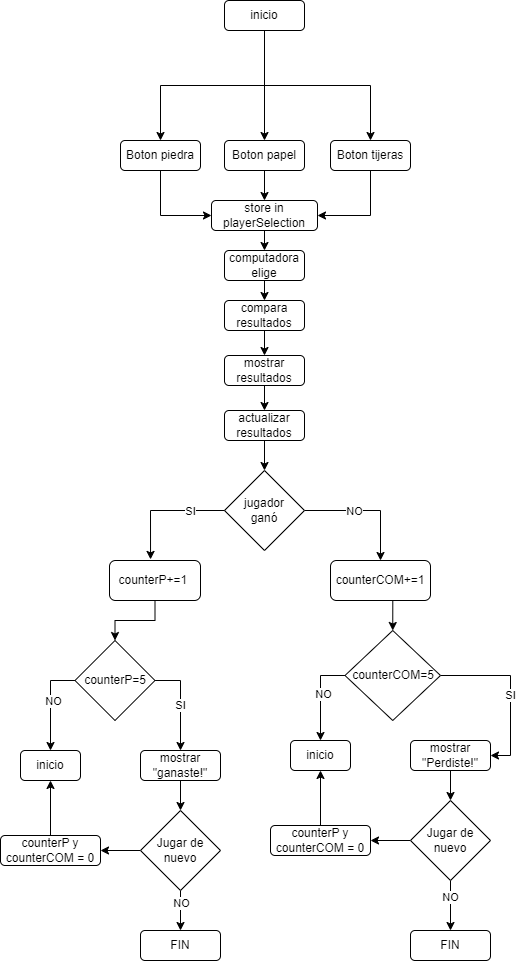 inicio
Boton piedra
Boton papel
Boton tijeras
store in
playerSelection
computadora
elige
compara
resultados
mostrar
resultados
actualizar
resultados
jugador
ganó
SI
NO
counterP+=1
counterCOM+=1
counterP=5
counterCOM=5
NO
SI
NO
SI
inicio
mostrar
"ganaste!"
inicio
mostrar
"Perdiste!"
counterP y
counterCOM = 0
Jugar de
nuevo
counterP y
counterCOM = 0
Jugar de
nuevo
NO
NO
FIN
FIN